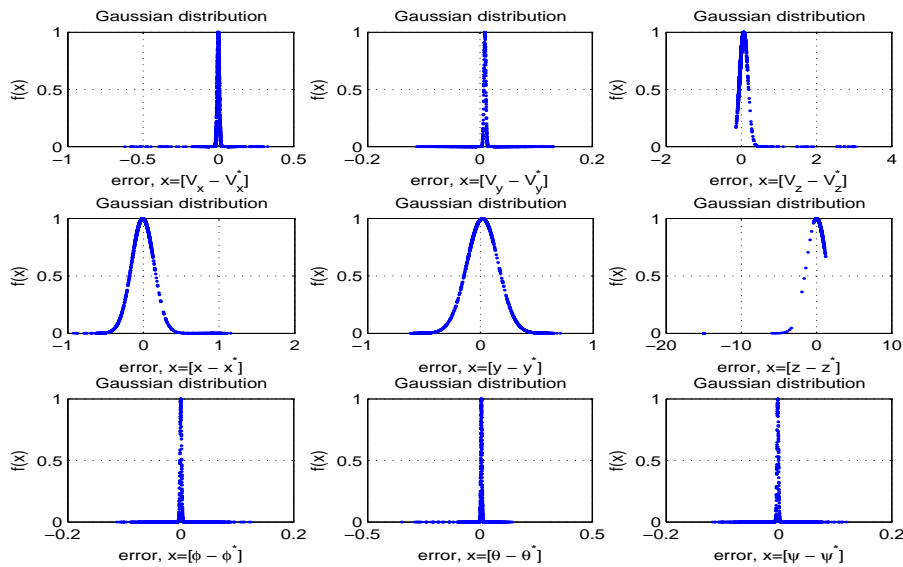 Gaussian distribution
Gaussian distribution
Gaussian distribution
f(x)
1
0.5
0
−1
−0.5
0
0.5
error, x=[V_x − V_x^*]
f(x)
1
0.5
0
−0.2
0
0.2
error, x=[V_y − V_y^*]
f(x)
1
0.5
0
−2
0
2
4
error, x=[V_z − V_z^*]
Gaussian distribution
Gaussian distribution
Gaussian distribution
f(x)
1
0.5
0
−1
0
1
2
error, x=[x − x^*]
f(x)
1
0.5
0
−1
0
1
error, x=[y − y^*]
f(x)
1
0.5
0
−20
−10
0
10
error, x=[z − z^*]
Gaussian distribution
Gaussian distribution
Gaussian distribution
f(x)
1
0.5
0
−0.2
0
0.2
error, x=[ϕ − ϕ^*]
f(x)
1
0.5
0
−0.5
0
0.5
error, x=[θ − θ^*]
f(x)
1
0.5
0
−0.2
0
0.2
error, x=[ψ − ψ^*]